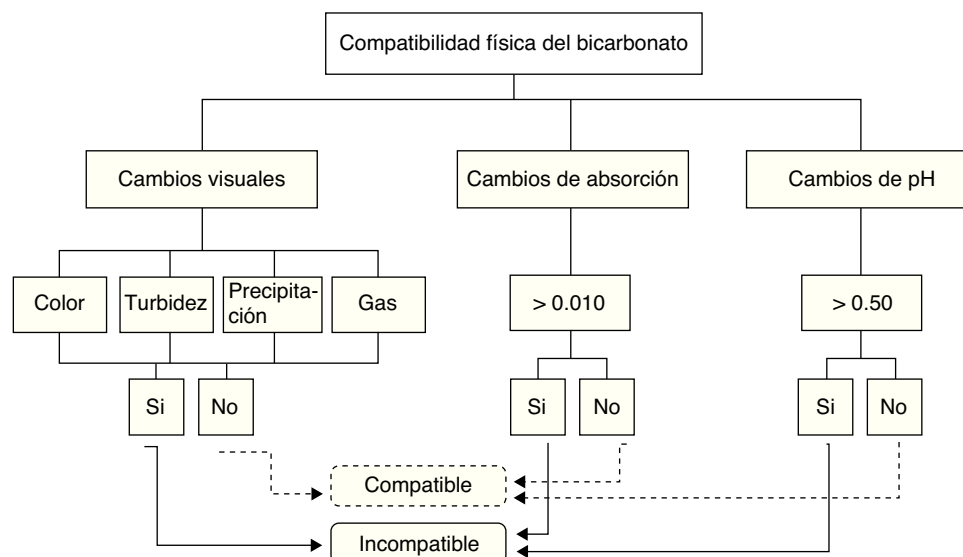 Compatibilidad física del bicarbonato
Cambios visuales
Cambios de absorción
Cambios de pH
Color
Turbidez
Precipita-
ción
Gas
> 0.010
> 0.50
Si
No
Si
No
Si
No
Compatible
Incompatible